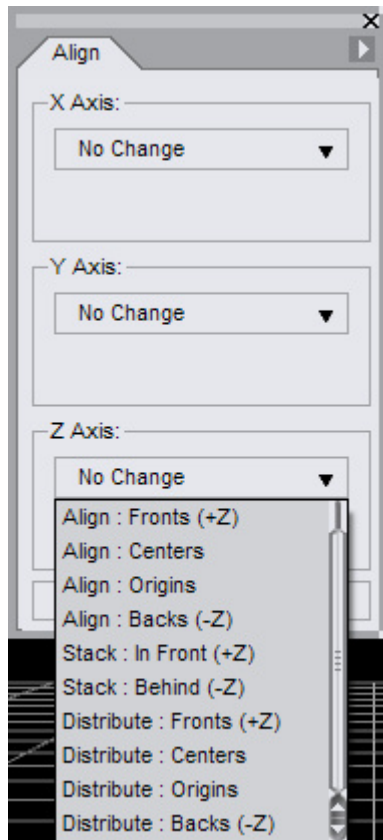 Align
X Axis:
No Change
Y Axis:
No Change
Z Axis:
No Change
Align : Fronts (+Z)
Align : Centers
Align : Origins
Align : Backs (-Z)
Stack : In Front (+Z)
Stack : Behind (-Z)
Distribute : Fronts (+Z)
Distribute : Centers
Distribute : Origins
Distribute : Backs (-Z)